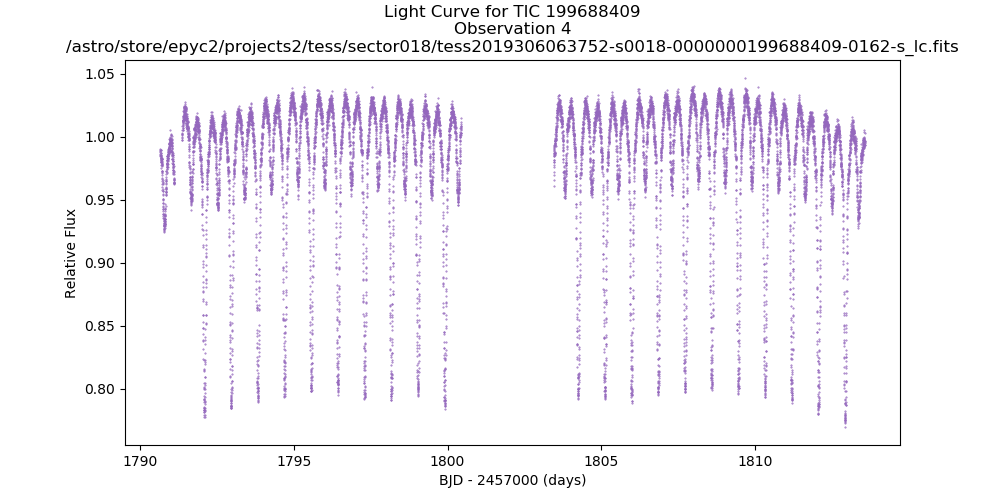 Light Curve for TIC 199688409
Observation 4
/astro/store/epyc2/projects2/tess/sector018/tess2019306063752-s0018-0000000199688409-0162-s_lc.fits
1.05
1.00
0.95
0.90
0.85
0.80
Relative Flux
1790
1795
1800
1805
1810
BJD - 2457000 (days)